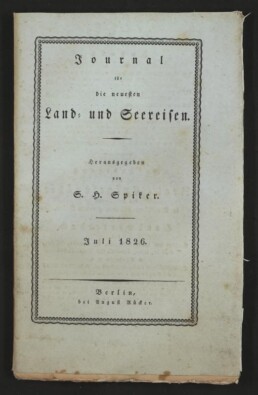 Journal
für
die neuesten
Land- und Seereisen.
Herausgegeben
von
S. H. Spiker.
Juli 1826.
Berlin,
bei August Rücker.